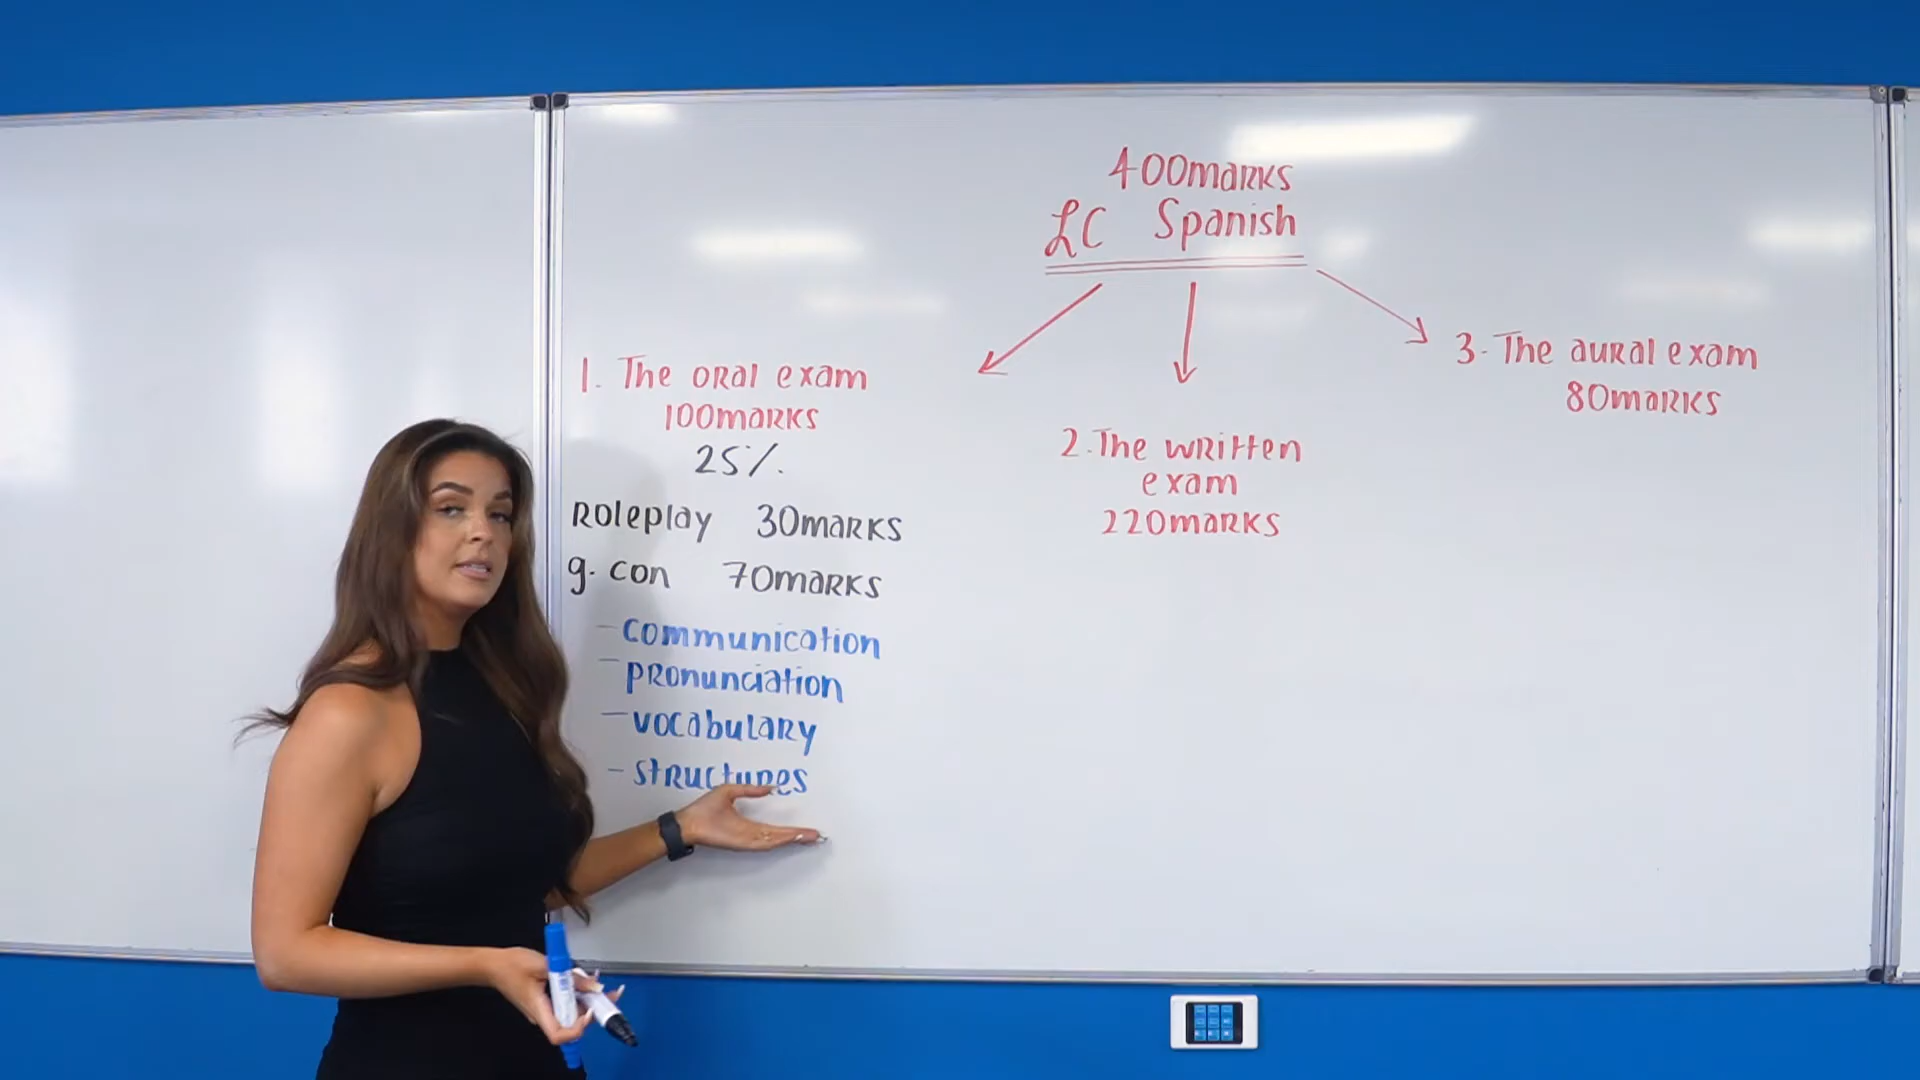 400marks
LC Spanish
1. The oral exam
100marks
25%.
Roleplay 30marks
g. con 70marks
- communication
- pronunciation
- vocabulary
- structures
2. The written
exam
220marks
3. The aural exam
80marks